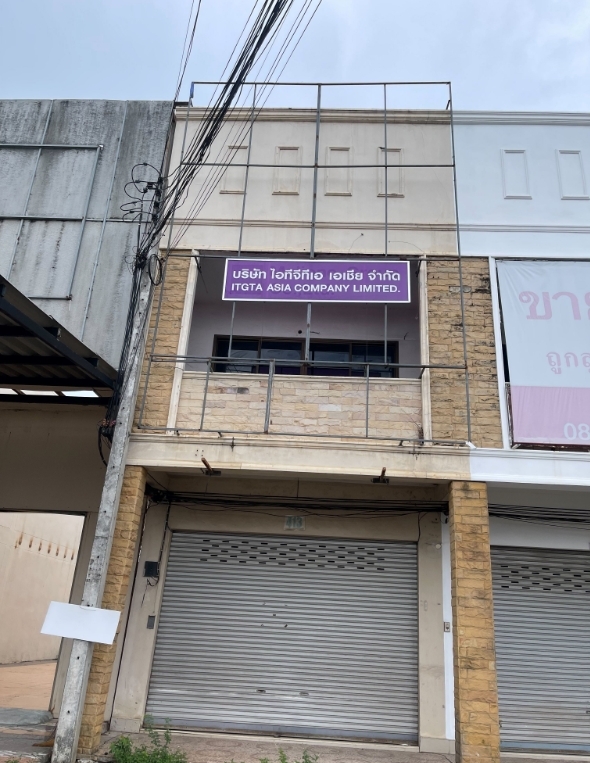 บริษัท ไอทีจีทีเอ เอเชีย จำกัด
ITGTA ASIA COMPANY LIMITED.
ขาย
08